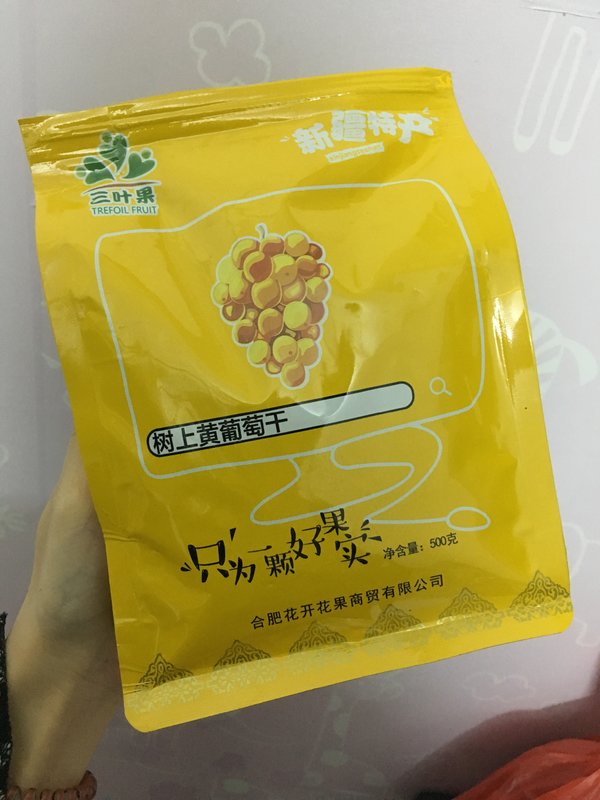 三叶果
TREFOIL FRUIT
新疆特产
树上黄葡萄干
只为一颗好果实
净含量：500克
合肥花开花果商贸有限公司